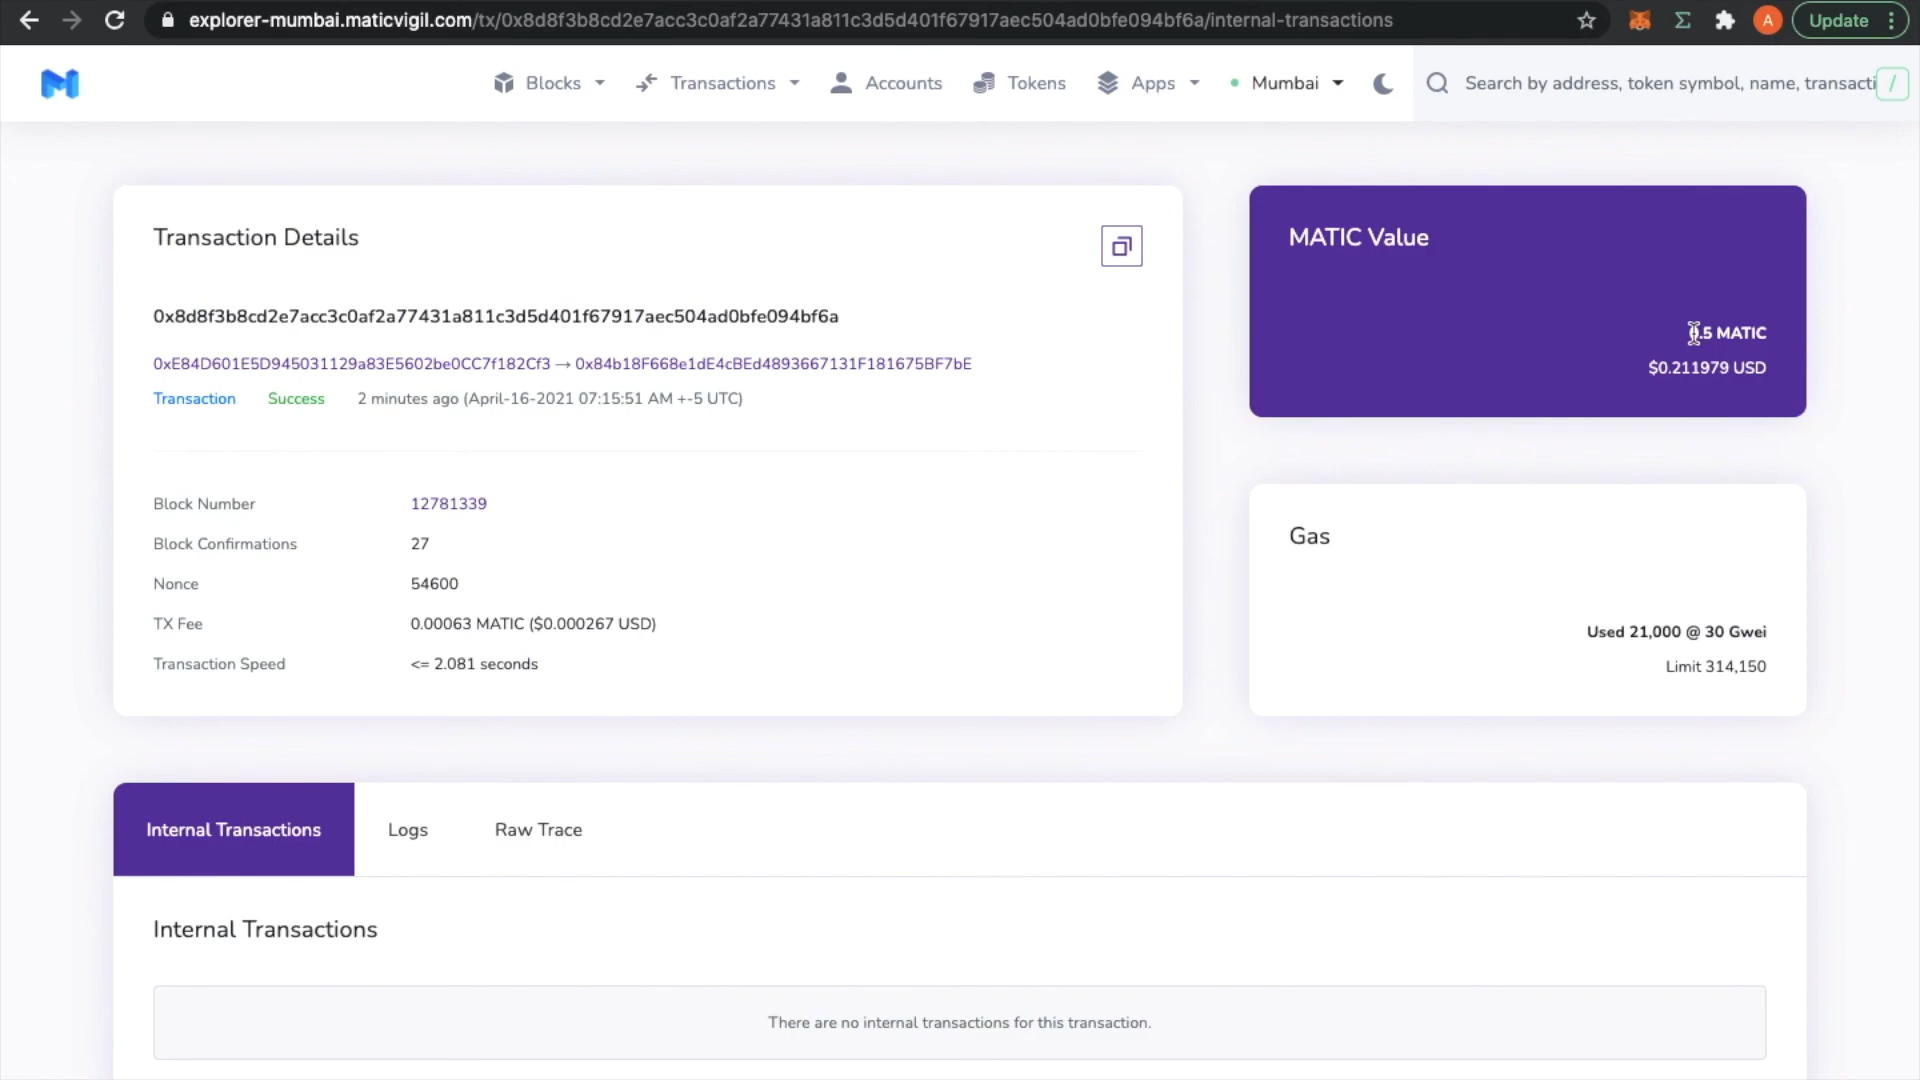 explorer-mumbai.maticvigil.com/tx/0x8d8f3b8cd2e7acc3c0af2a77431a811c3d5d401f67917aec504ad0bfe094bf6a/internal-transactions
A
Update
Blocks
Transactions
Accounts
Tokens
Apps
Mumbai
Search by address, token symbol, name, transacti
/
Transaction Details
0x8d8f3b8cd2e7acc3c0af2a77431a811c3d5d401f67917aec504ad0bfe094bf6a
0xE84D601E5D945031129a83E5602be0CC7f182Cf3 → 0x84b18F668e1dE4cBEd4893667131F181675BF7bE
Transaction Success 2 minutes ago (April-16-2021 07:15:51 AM +-5 UTC)
Block Number 12781339
Block Confirmations 27
Nonce 54600
TX Fee 0.00063 MATIC ($0.000267 USD)
Transaction Speed <= 2.081 seconds
MATIC Value
0.5 MATIC
$0.211979 USD
Gas
Used 21,000 @ 30 Gwei
Limit 314,150
Internal Transactions
Logs
Raw Trace
Internal Transactions
There are no internal transactions for this transaction.